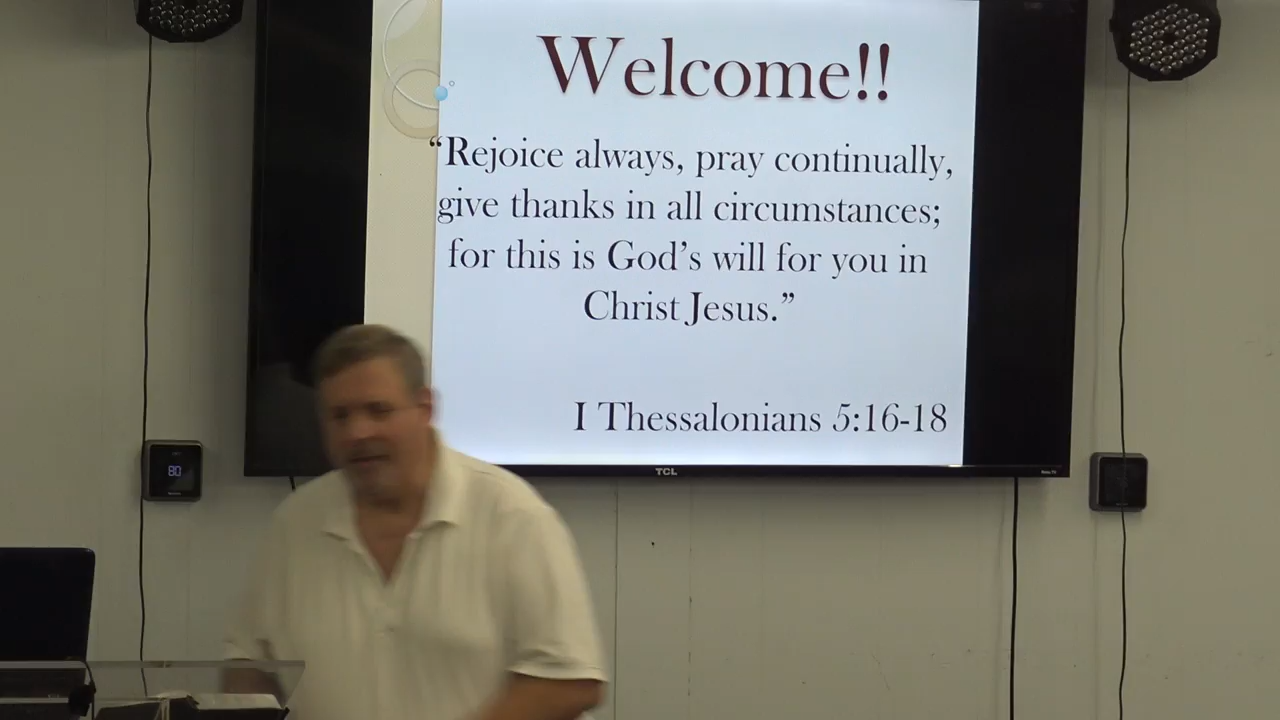 Welcome!!
“Rejoice always, pray continually,
give thanks in all circumstances;
for this is God’s will for you in
Christ Jesus.”
I Thessalonians 5:16-18
80
TCL